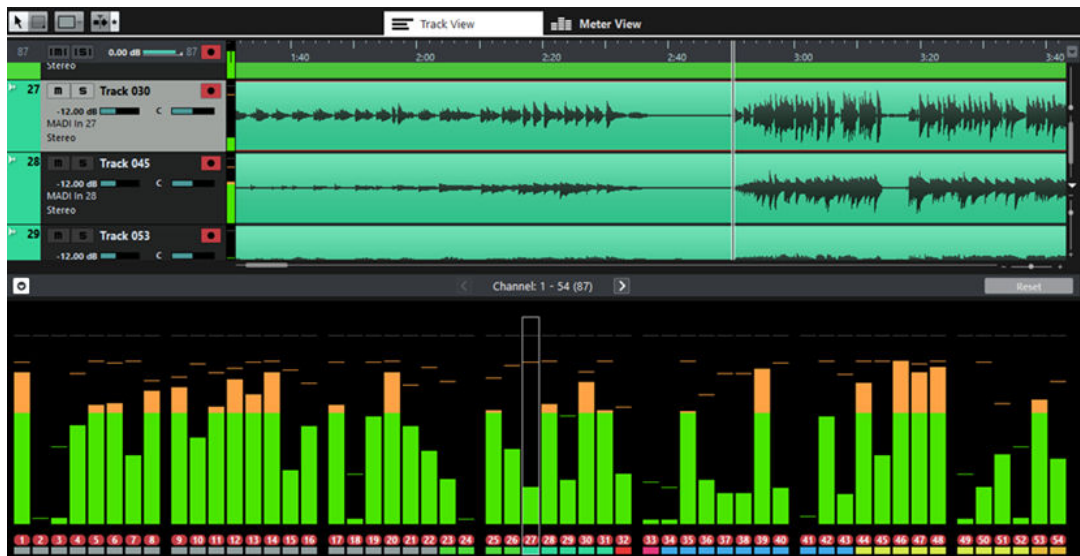 Track View
Meter View
87
m
S
0.00 dB
87
Stereo
1:40
2:00
2:20
2:40
3:00
3:20
3:40
27
m
S
Track 030
-12.00 dB
C
MADI In 27
Stereo
28
m
S
Track 045
-12.00 dB
C
MADI In 28
Stereo
29
m
S
Track 053
-12.00 dB
C
Channel: 1 - 54 (87)
Reset
1 2 3 4 5 6 7 8 9 10 11 12 13 14 15 16 17 18 19 20 21 22 23 24 25 26 27 28 29 30 31 32 33 34 35 36 37 38 39 40 41 42 43 44 45 46 47 48 49 50 51 52 53 54